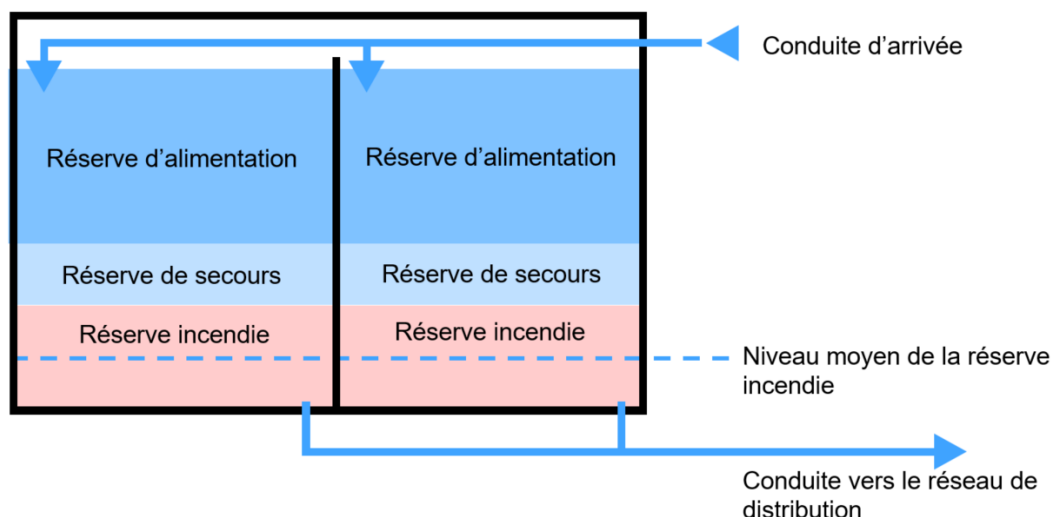 Conduite d'arrivée
Réserve d'alimentation
Réserve d'alimentation
Réserve de secours
Réserve de secours
Réserve incendie
Réserve incendie
Niveau moyen de la réserve
incendie
Conduite vers le réseau de
distribution